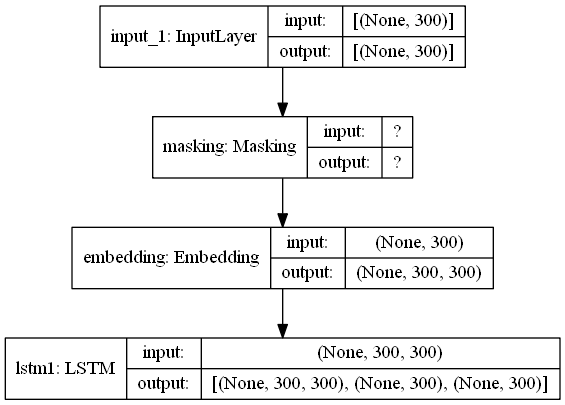 input_1: InputLayer
input: [(None, 300)]
output: [(None, 300)]
masking: Masking
input: ?
output: ?
embedding: Embedding
input: (None, 300)
output: (None, 300, 300)
lstm1: LSTM
input: (None, 300, 300)
output: [(None, 300, 300), (None, 300), (None, 300)]